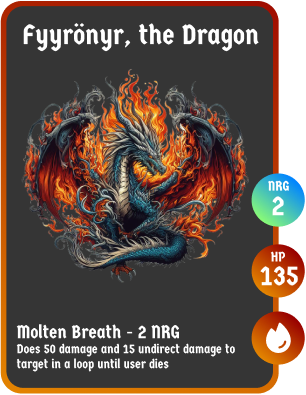 Fyyrönyr, the Dragon
NRG
2
HP
135
Molten Breath - 2 NRG
Does 50 damage and 15 undirect damage to
target in a loop until user dies